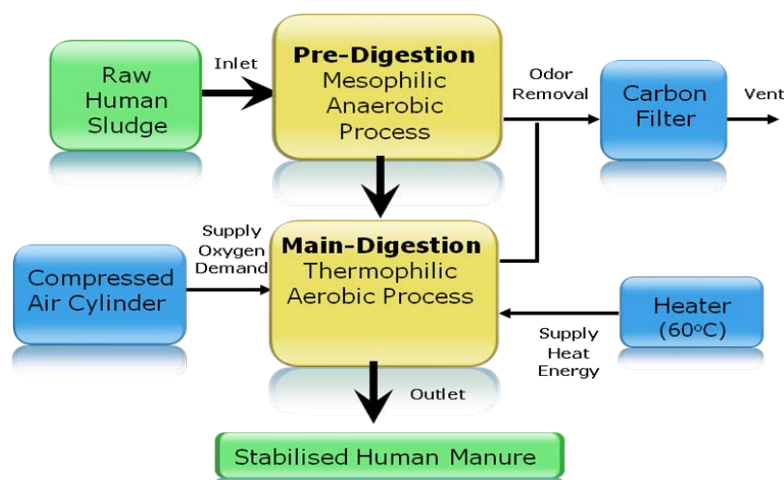 Raw
Human
Sludge
Inlet
Pre-Digestion
Mesophilic
Anaerobic
Process
Odor
Removal
Carbon
Filter
Vent
Compressed
Air Cylinder
Supply
Oxygen
Demand
Main-Digestion
Thermophilic
Aerobic Process
Heater
(60°C)
Supply
Heat
Energy
Outlet
Stabilised Human Manure